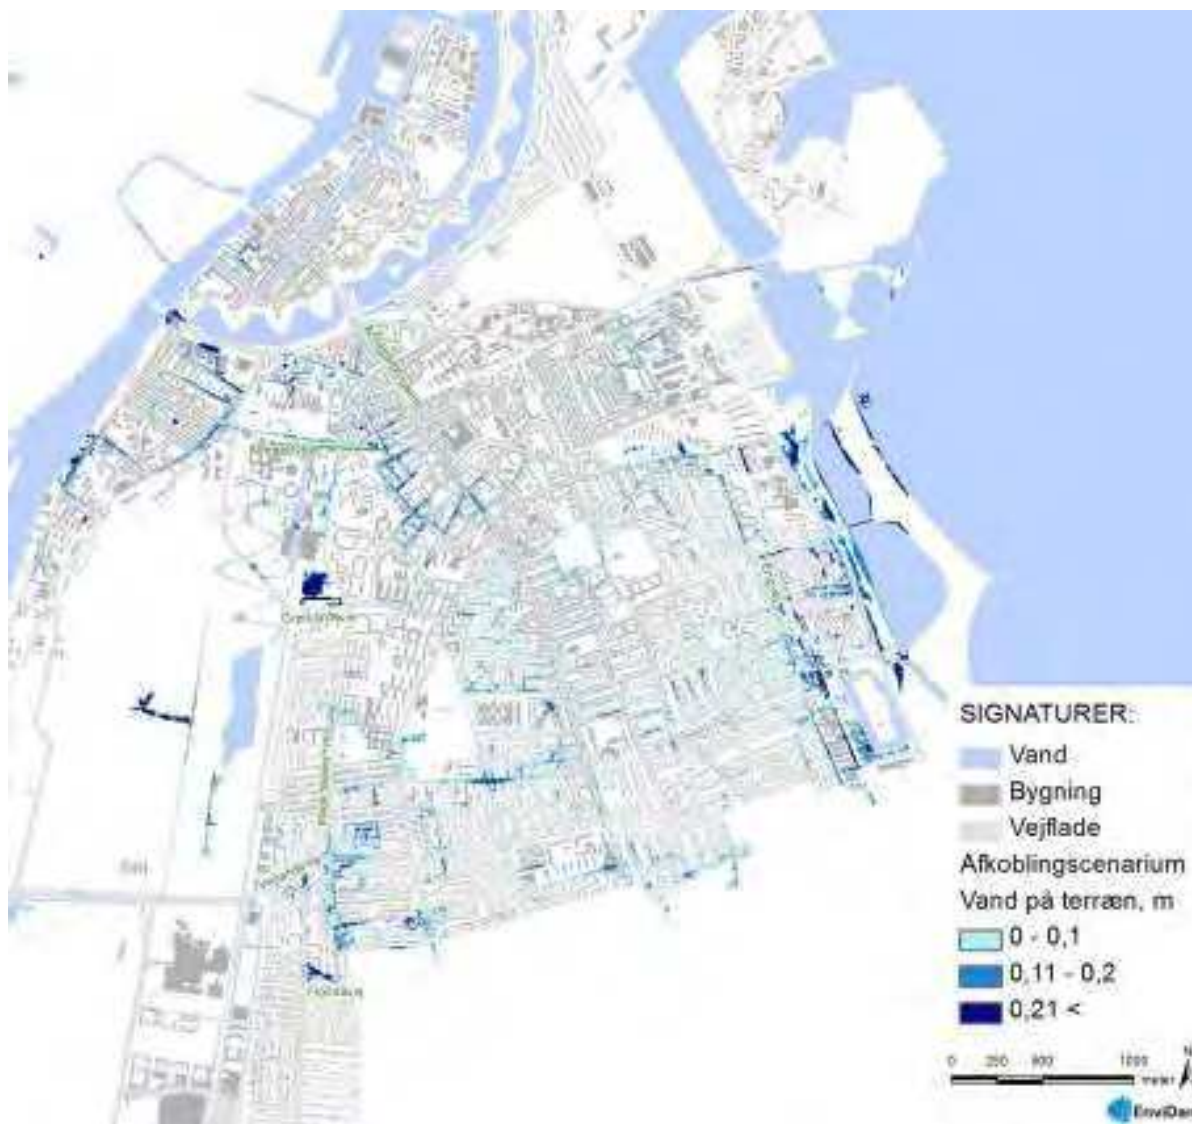 SIGNATURER:
Vand
Bygning
Vejflade
Afkoblingscenarium
Vand på terræn, m
0 - 0,1
0,11 - 0,2
0,21 <
0 250 500 1000
meter
N
EnviDan